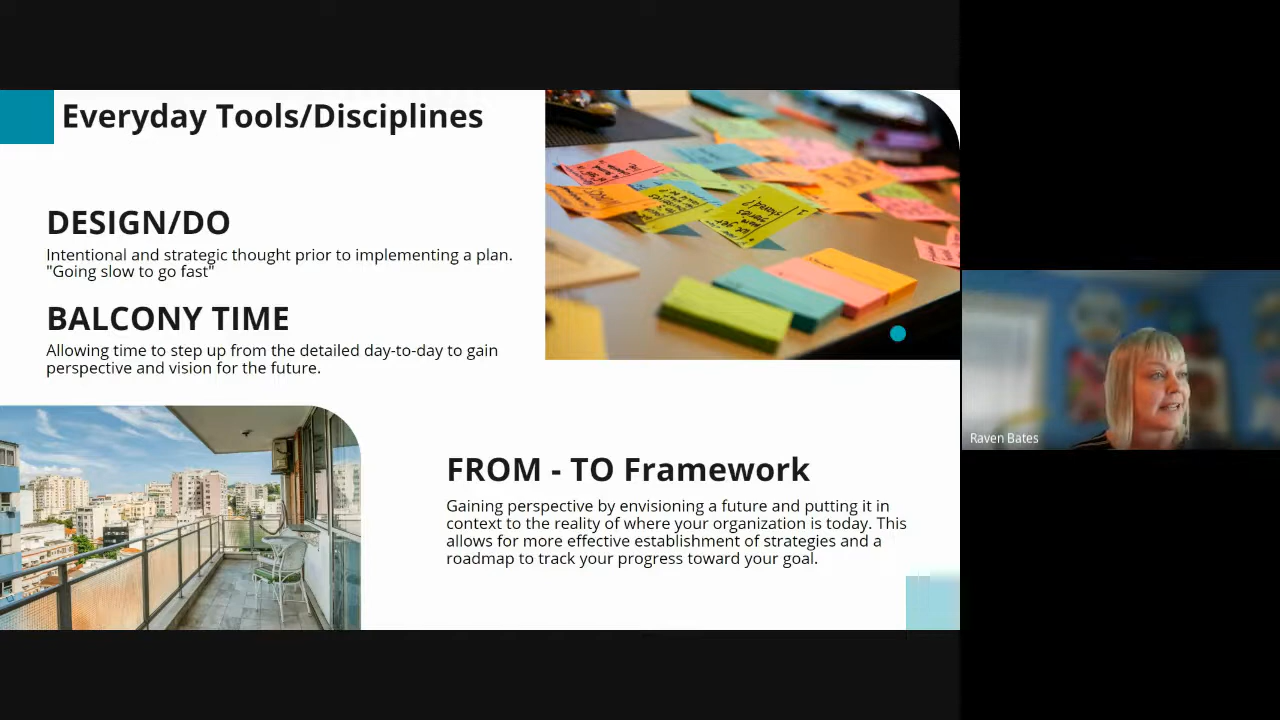 Everyday Tools/Disciplines
DESIGN/DO
Intentional and strategic thought prior to implementing a plan.
"Going slow to go fast"
BALCONY TIME
Allowing time to step up from the detailed day-to-day to gain
perspective and vision for the future.
FROM - TO Framework
Gaining perspective by envisioning a future and putting it in
context to the reality of where your organization is today. This
allows for more effective establishment of strategies and a
roadmap to track your progress toward your goal.
Raven Bates